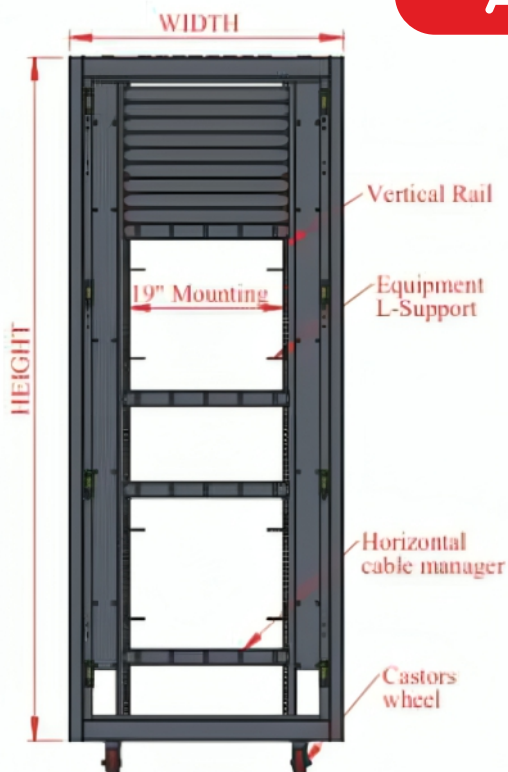 WIDTH
Vertical Rail
19" Mounting
Equipment
L-Support
HEIGHT
Horizontal
cable manager
Castors
wheel